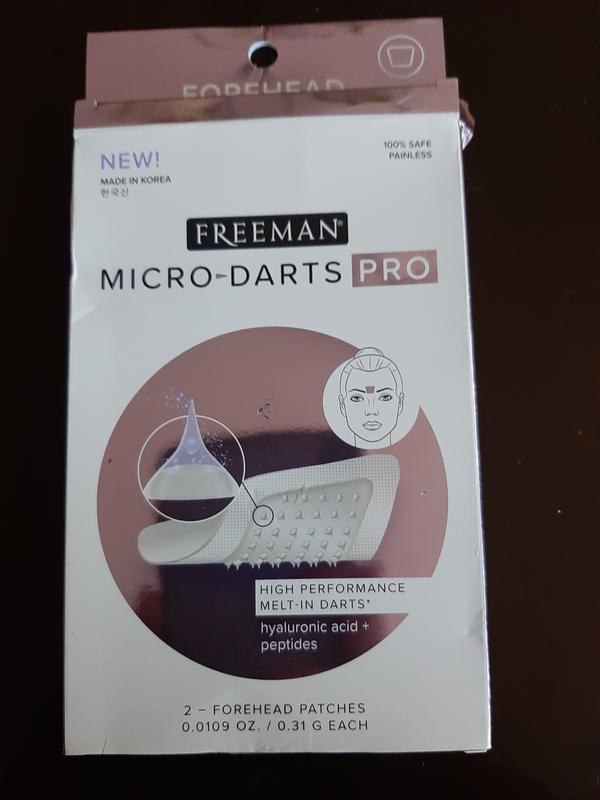 FOREHEAD
NEW!
MADE IN KOREA
한국산
100% SAFE
PAINLESS
FREEMAN®
MICRO-DARTS PRO
HIGH PERFORMANCE
MELT-IN DARTS*
hyaluronic acid +
peptides
2 – FOREHEAD PATCHES
0.0109 OZ. / 0.31 G EACH